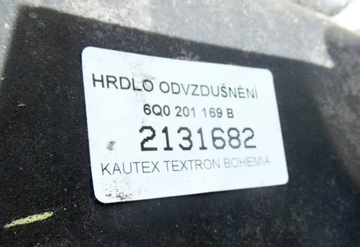 HRDLO ODVZDUŠNĚNÍ
6Q0 201 169 B
2131682
KAUTEX TEXTRON BOHEMIA